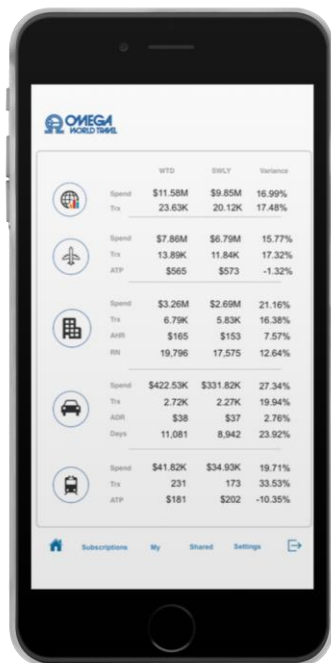 OMEGA
WORLD TRAVEL
WTD SWLY Variance
Spend $11.58M $9.85M 16.99%
Trx 23.63K 20.12K 17.48%
Spend $7.86M $6.79M 15.77%
Trx 13.89K 11.84K 17.32%
ATP $565 $573 -1.32%
Spend $3.26M $2.69M 21.16%
Trx 6.79K 5.83K 16.38%
AHR $165 $153 7.57%
RN 19,796 17,575 12.64%
Spend $422.53K $331.82K 27.34%
Trx 2.72K 2.27K 19.94%
ADR $38 $37 2.76%
Days 11,081 8,942 23.92%
Spend $41.82K $34.93K 19.71%
Trx 231 173 33.53%
ATP $181 $202 -10.35%
Subscriptions My Shared Settings